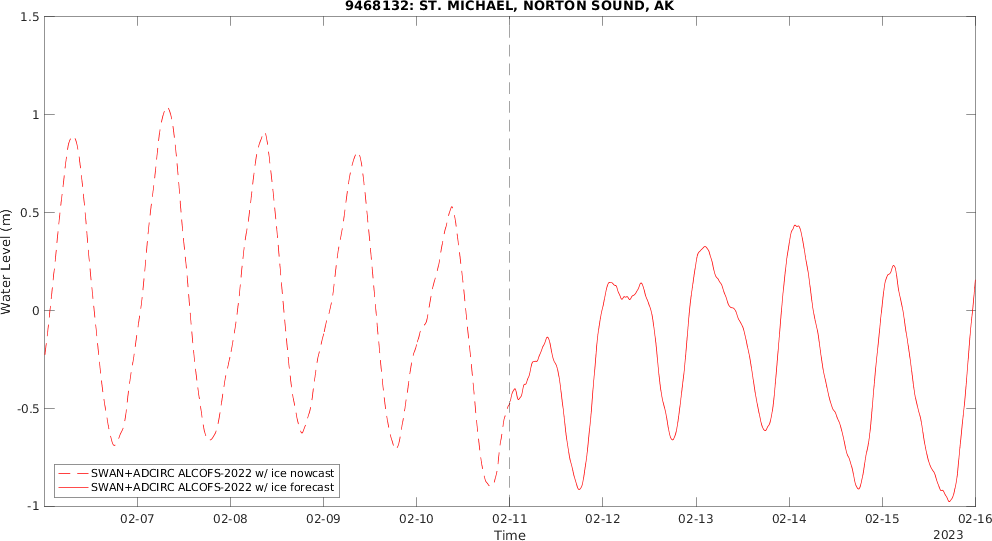 9468132: ST. MICHAEL, NORTON SOUND, AK
1.5
1
0.5
0
-0.5
-1
Water Level (m)
SWAN+ADCIRC ALCOFS-2022 w/ ice nowcast
SWAN+ADCIRC ALCOFS-2022 w/ ice forecast
02-07 02-08 02-09 02-10 02-11 02-12 02-13 02-14 02-15 02-16
Time
2023